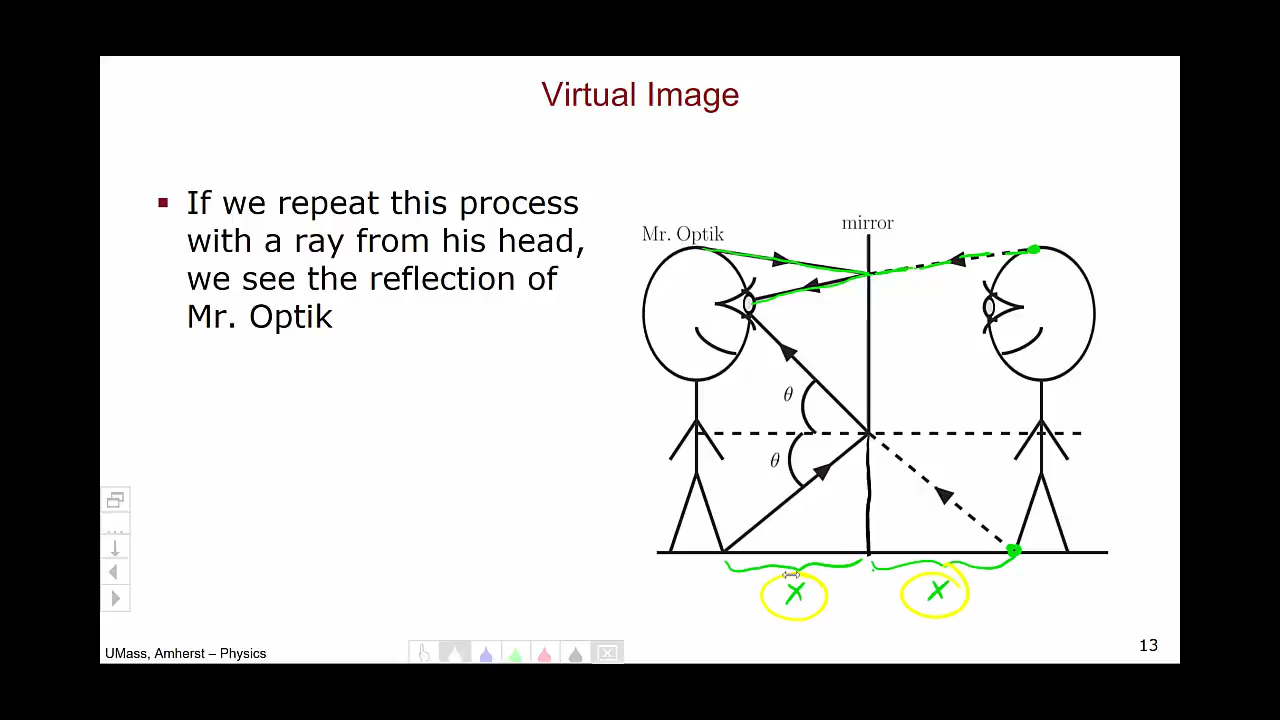 Virtual Image
If we repeat this process
with a ray from his head,
we see the reflection of
Mr. Optik
Mr. Optik
mirror
θ
θ
x
x
UMass, Amherst – Physics
13